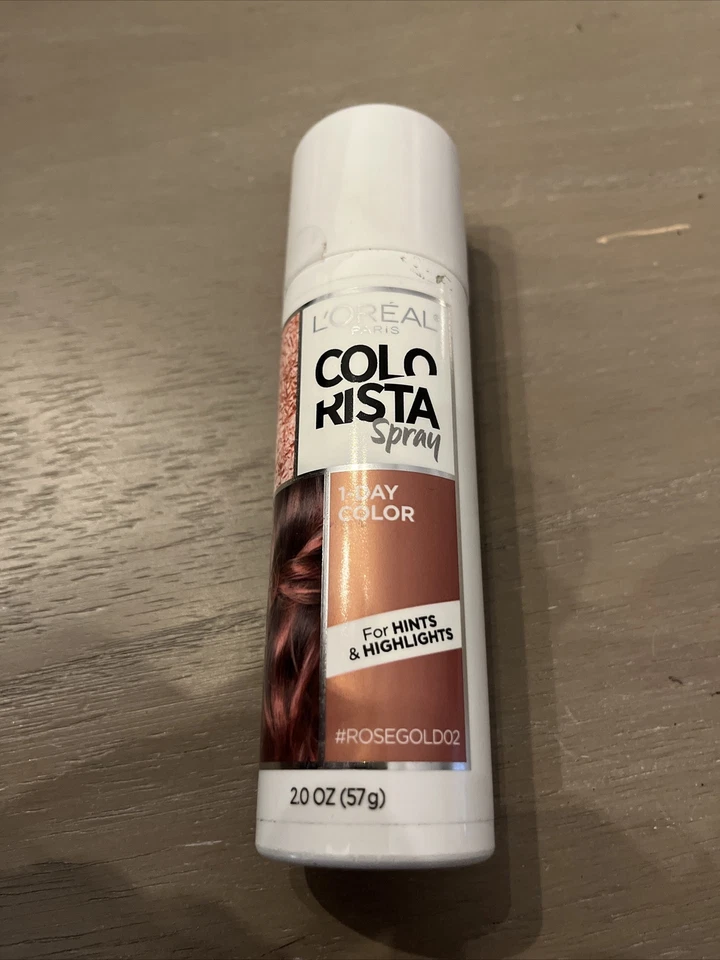 L'ORÉAL
PARIS
COLO
RISTA
Spray
1-DAY
COLOR
For HINTS
& HIGHLIGHTS
#ROSEGOLD02
2.0 OZ (57g)